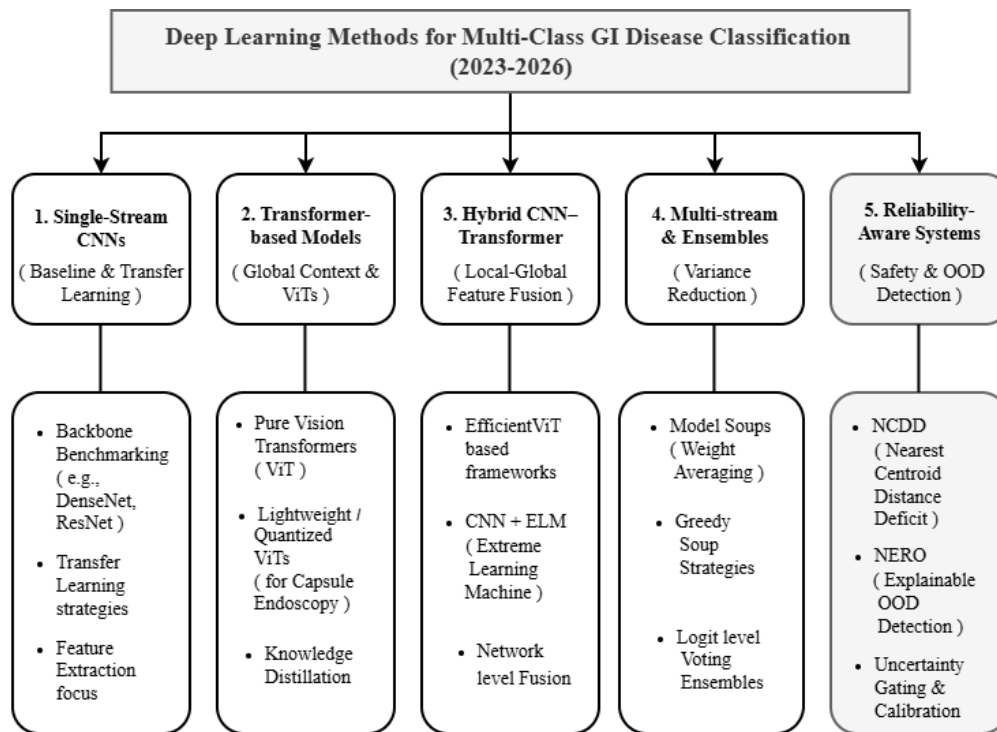 Deep Learning Methods for Multi-Class GI Disease Classification
(2023-2026)
1. Single-Stream
CNNs
( Baseline & Transfer
Learning )
2. Transformer-
based Models
( Global Context &
ViTs )
3. Hybrid CNN–
Transformer
( Local-Global
Feature Fusion )
4. Multi-stream
& Ensembles
( Variance
Reduction )
5. Reliability-
Aware Systems
( Safety & OOD
Detection )
• Backbone
Benchmarking
( e.g.,
DenseNet,
ResNet )
• Transfer
Learning
strategies
• Feature
Extraction
focus
• Pure Vision
Transformers
( ViT )
• Lightweight /
Quantized
ViTs
( for Capsule
Endoscopy )
• Knowledge
Distillation
• EfficientViT
based
frameworks
• CNN + ELM
( Extreme
Learning
Machine )
• Network
level Fusion
• Model Soups
( Weight
Averaging )
• Greedy
Soup
Strategies
• Logit level
Voting
Ensembles
• NCDD
( Nearest
Centroid
Distance
Deficit )
• NERO
( Explainable
OOD
Detection )
• Uncertainty
Gating &
Calibration